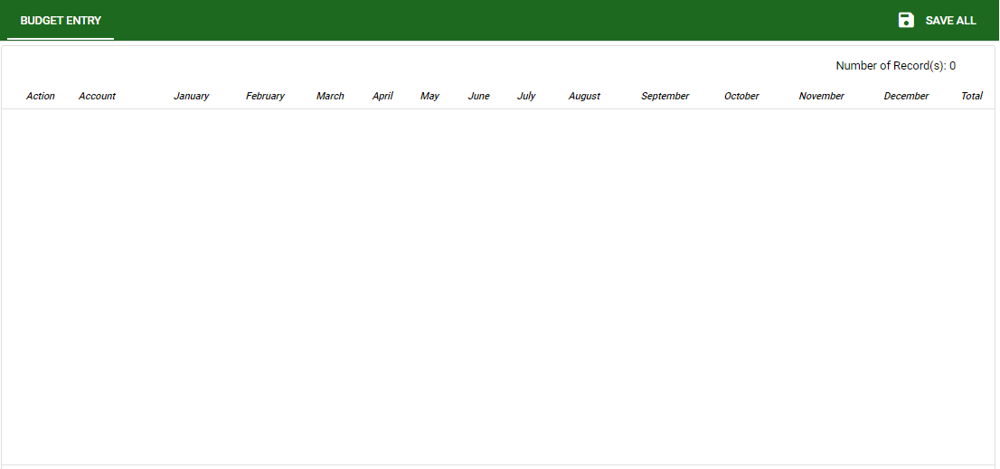 BUDGET ENTRY SAVE ALL
Number of Record(s): 0
Action Account January February March April May June July August September October November December Total